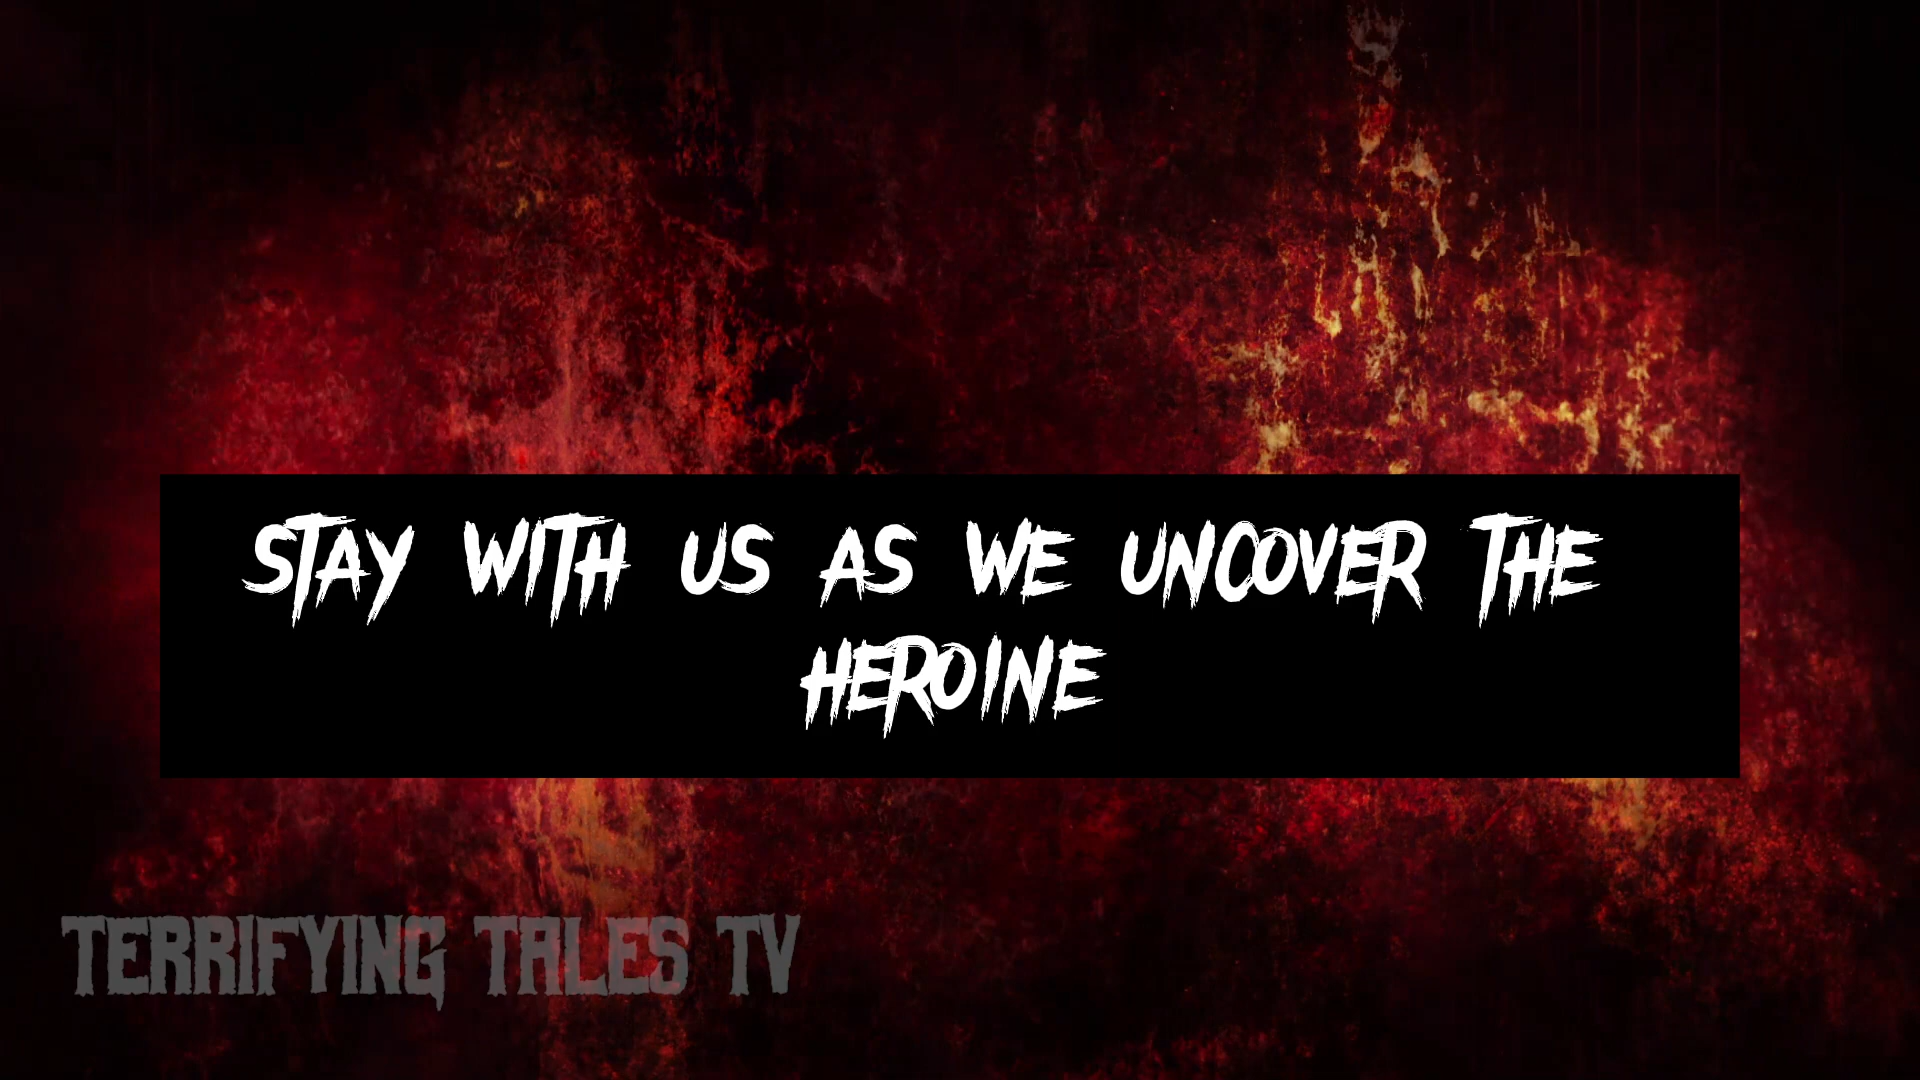 STAY WITH US AS WE UNCOVER THE
HEROINE
TERRIFYING TALES TV